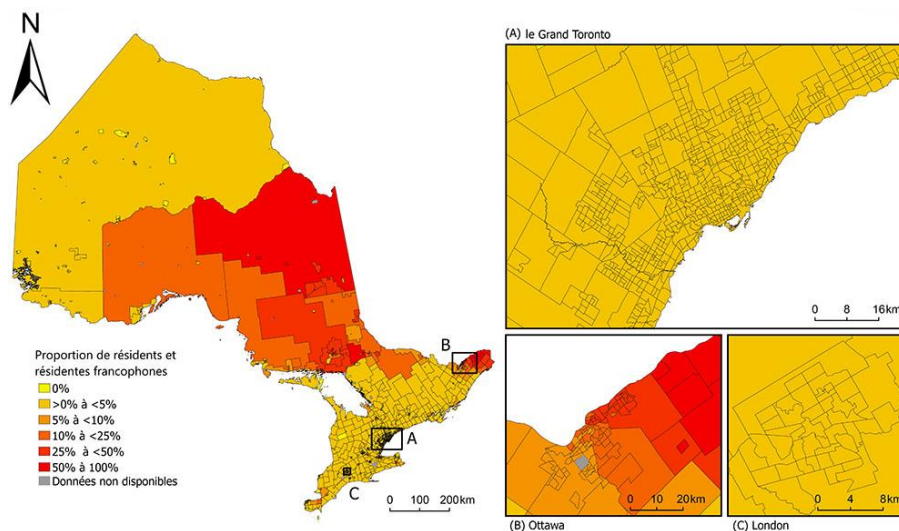 N
(A) le Grand Toronto
0 8 16km
B
A
C
Proportion de résidents et
résidentes francophones
0%
>0% à <5%
5% à <10%
10% à <25%
25% à <50%
50% à 100%
Données non disponibles
0 100 200km
0 10 20km
0 4 8km
(B) Ottawa
(C) London